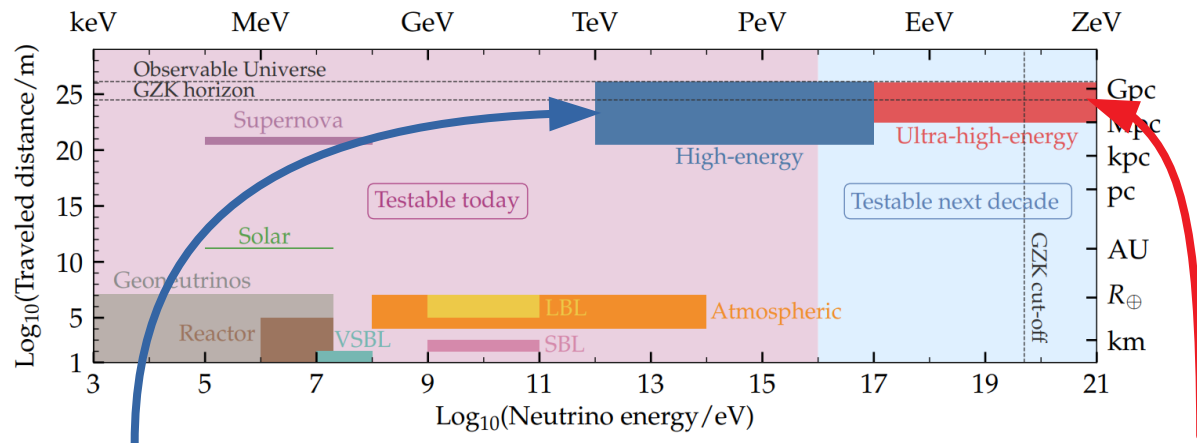 keV MeV GeV TeV PeV EeV ZeV
Observable Universe
GZK horizon
Supernova
High-energy
Ultra-high-energy
Testable today
Testable next decade
Solar
Geoneutrinos
Reactor
VSBL
LBL
SBL
Atmospheric
GZK cut-off
Gpc
Mpc
kpc
pc
AU
R⊕
km
Log10(Traveled distance/m)
25
20
15
10
5
1
3 5 7 9 11 13 15 17 19 21
Log10(Neutrino energy/eV)